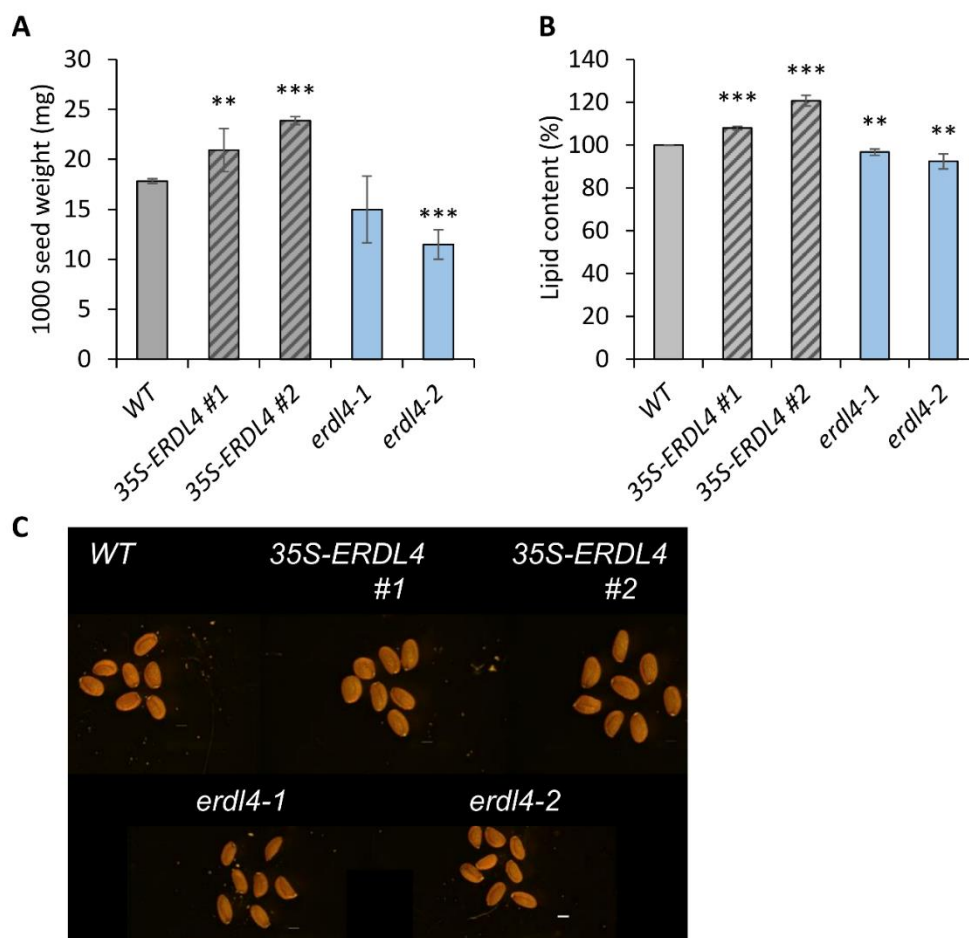 A
30
25
20
15
10
5
0
1000 seed weight (mg)
**
***
***
WT
35S-ERDL4 #1
35S-ERDL4 #2
erdl4-1
erdl4-2
B
140
120
100
80
60
40
20
0
Lipid content (%)
***
***
**
**
WT
35S-ERDL4 #1
35S-ERDL4 #2
erdl4-1
erdl4-2
C
WT
35S-ERDL4
#1
35S-ERDL4
#2
erdl4-1
erdl4-2